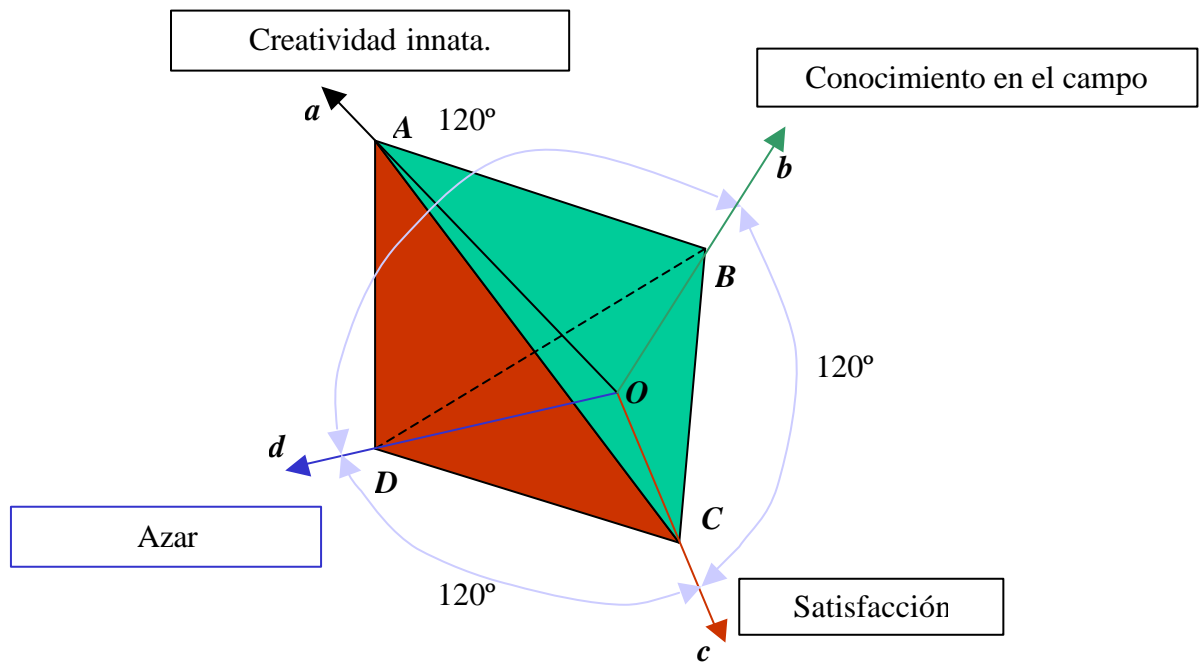 Creatividad innata.
Conocimiento en el campo
a
A
120º
b
B
120º
O
d
D
C
Azar
120º
Satisfacción
c